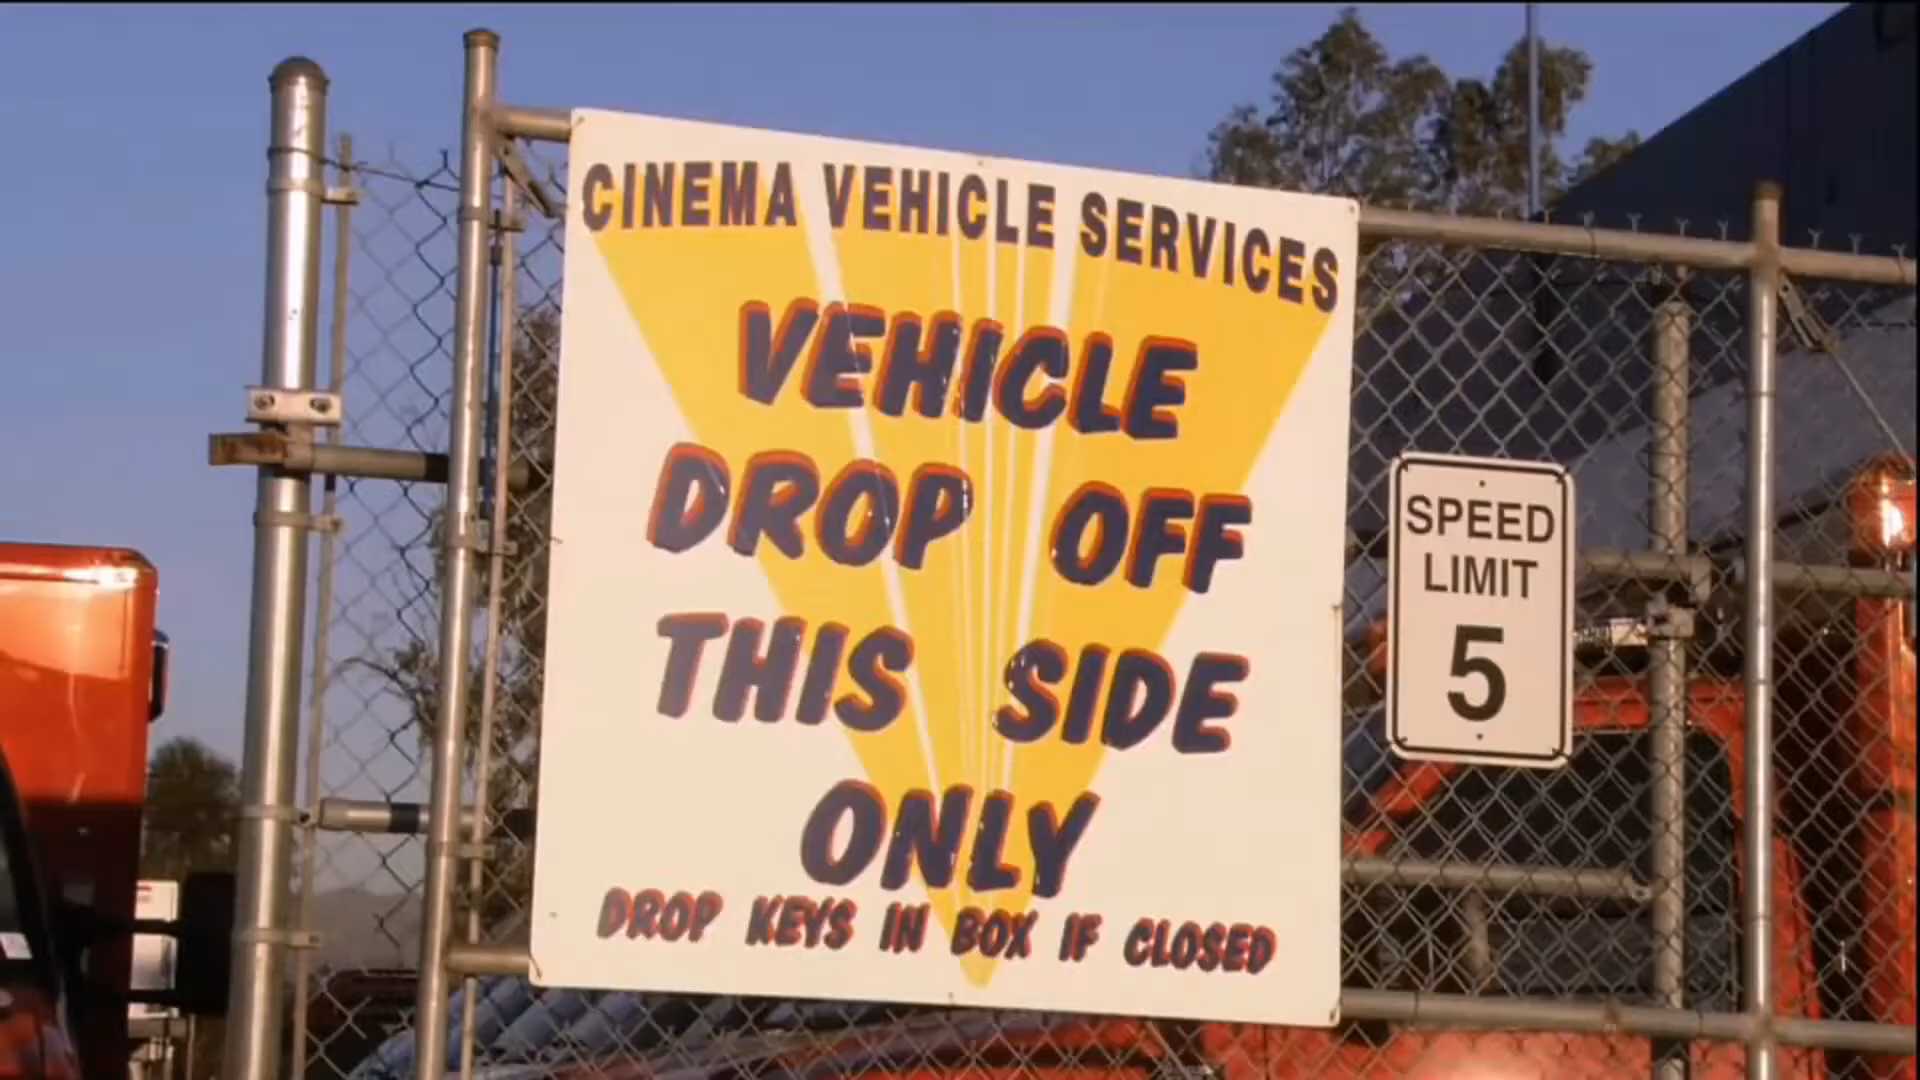 CINEMA VEHICLE SERVICES
VEHICLE
DROP OFF
THIS SIDE
ONLY
DROP KEYS IN BOX IF CLOSED
SPEED
LIMIT
5